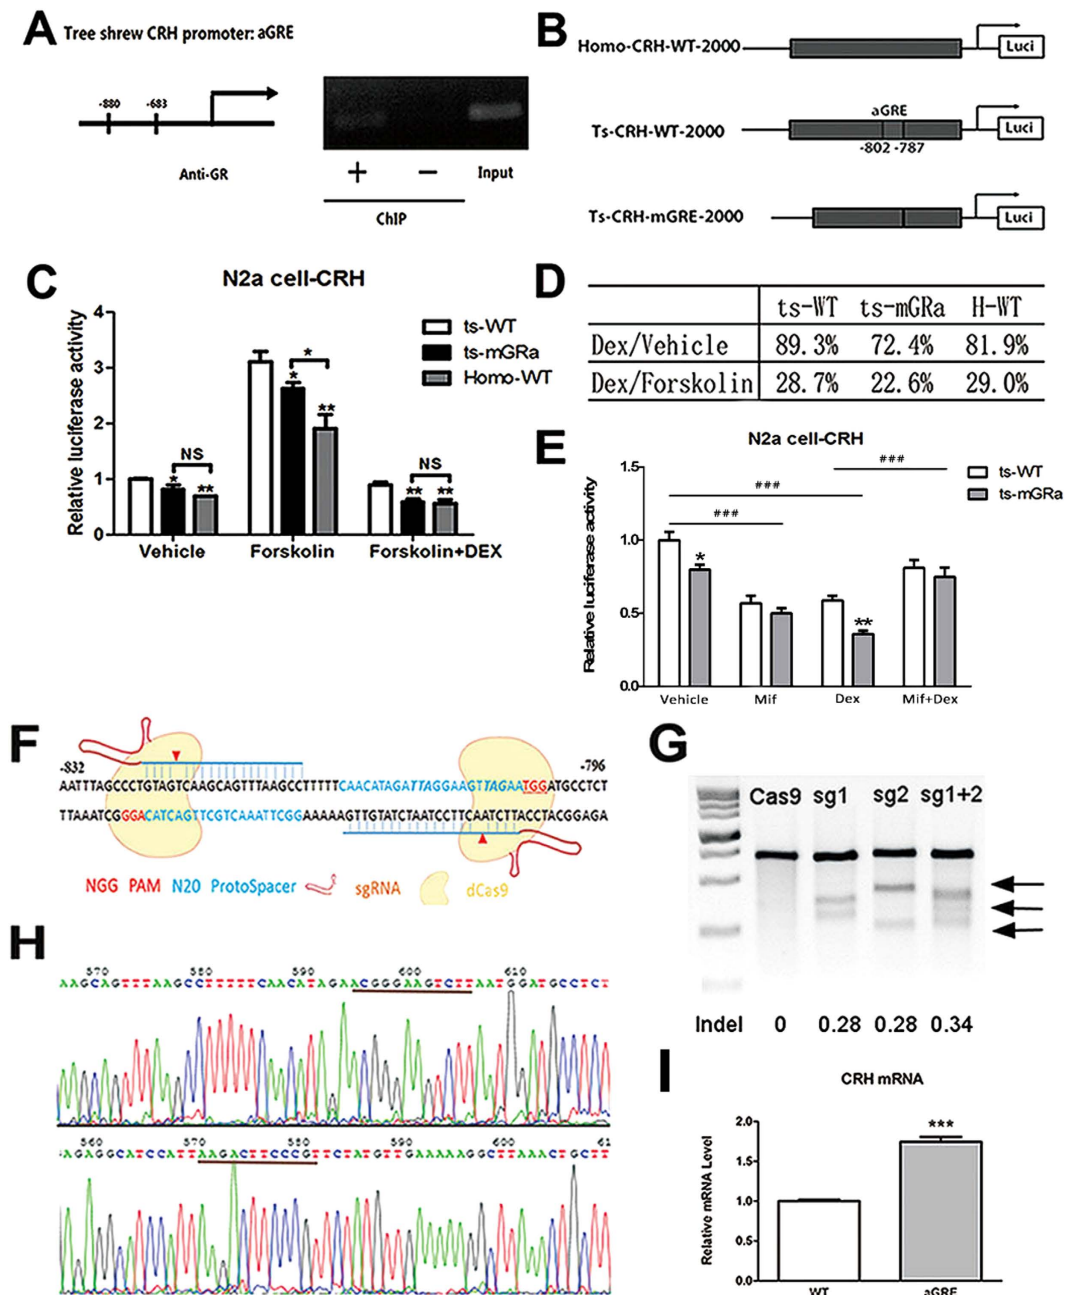 A Tree shrew CRH promoter: aGRE
-880 -683
Anti-GR
+ − Input
ChIP
B
Homo-CRH-WT-2000 Luci
aGRE
Ts-CRH-WT-2000 Luci
-802 -787
Ts-CRH-mGRE-2000 Luci
C
N2a cell-CRH
Relative luciferase activity
4
3
2
1
0
ts-WT
ts-mGRa
Homo-WT
NS
* **
*
* **
NS
** **
Vehicle Forskolin Forskolin+DEX
D
ts-WT ts-mGRa H-WT
Dex/Vehicle 89.3% 72.4% 81.9%
Dex/Forskolin 28.7% 22.6% 29.0%
E
N2a cell-CRH
Relative luciferase activity
1.5
1.0
0.5
0.0
ts-WT
ts-mGRa
###
###
###
*
**
Vehicle Mif Dex Mif+Dex
F
-832 -796
AATTTAGCCCTGTAGTCAAGCAGTTTAAGCCTTTTTCAACATAGATTAGGAAGTTAGAATGGATGCCTCT
TTAAATCGGGACATCAGTTCGTCAAATTCGGAAAAAGTTGTATCTAATCCTTCAATCTTACCTACGGAGA
NGG PAM N20 ProtoSpacer sgRNA dCas9
G
Cas9 sg1 sg2 sg1+2
Indel 0 0.28 0.28 0.34
H
570 580 590 600 610
AAGCAGTTTAAGCCTTTTTCAACATAGAACGGGAAGTCTTAATGGATGCCTCT
560 570 580 590 600 61
AGAGGCATCCATTAAGACTTCCCGTTCTATGTTGAAAAAGGCTTAAACTGCTT
I
CRH mRNA
Relative mRNA Level
2.0
1.5
1.0
0.5
0.0
***
WT aGRE